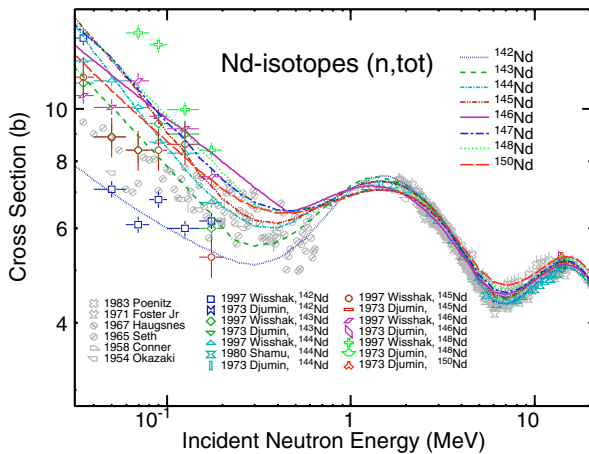 Nd-isotopes (n,tot)
¹⁴²Nd
¹⁴³Nd
¹⁴⁴Nd
¹⁴⁵Nd
¹⁴⁶Nd
¹⁴⁷Nd
¹⁴⁸Nd
¹⁵⁰Nd
Cross Section (b)
10
8
6
4
1983 Poenitz
1971 Foster Jr
1967 Haugsnes
1965 Seth
1958 Conner
1954 Okazaki
1997 Wisshak, ¹⁴²Nd
1973 Djumin, ¹⁴²Nd
1997 Wisshak, ¹⁴³Nd
1973 Djumin, ¹⁴³Nd
1997 Wisshak, ¹⁴⁴Nd
1980 Shamu, ¹⁴⁴Nd
1973 Djumin, ¹⁴⁴Nd
1997 Wisshak, ¹⁴⁵Nd
1973 Djumin, ¹⁴⁵Nd
1997 Wisshak, ¹⁴⁶Nd
1973 Djumin, ¹⁴⁶Nd
1997 Wisshak, ¹⁴⁸Nd
1973 Djumin, ¹⁴⁸Nd
1973 Djumin, ¹⁵⁰Nd
10⁻¹
1
10
Incident Neutron Energy (MeV)